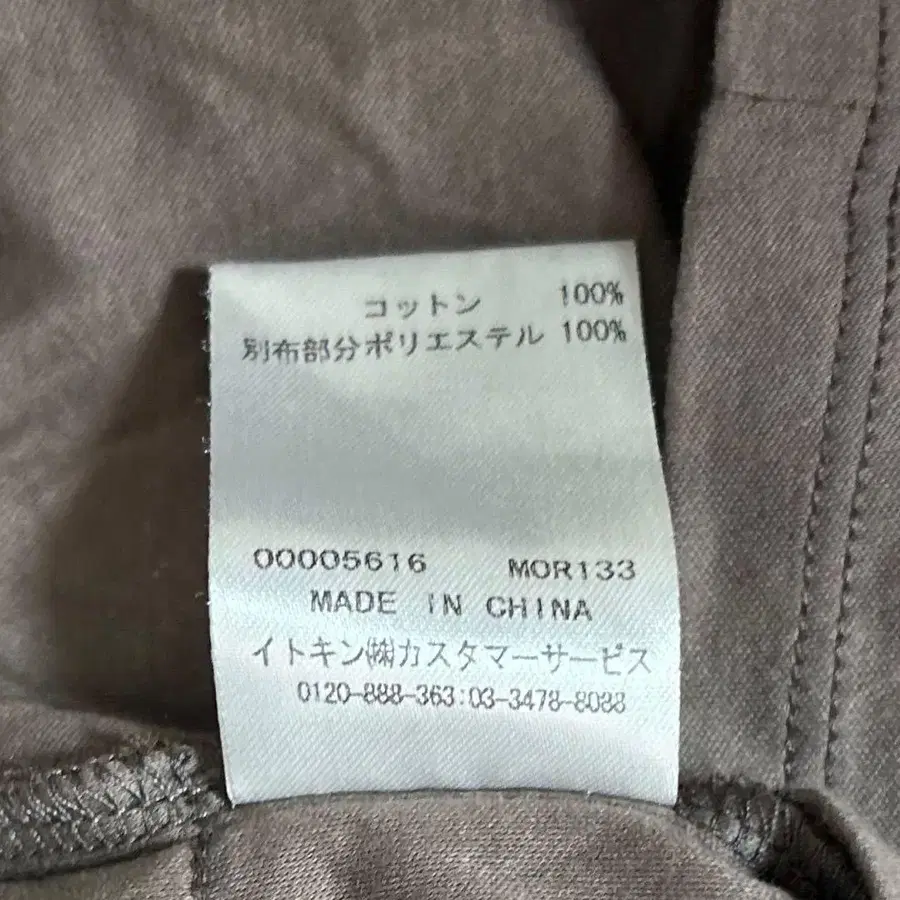 コットン 100%
別布部分ポリエステル 100%
00005616 MOR133
MADE IN CHINA
イトキン㈱カスタマーサービス
0120-888-363:03-3478-8088